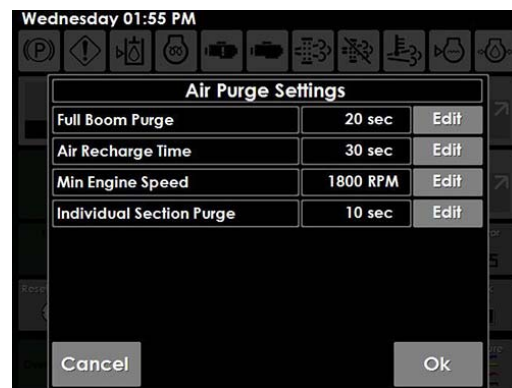 Wednesday 01:55 PM
Air Purge Settings
Full Boom Purge 20 sec Edit
Air Recharge Time 30 sec Edit
Min Engine Speed 1800 RPM Edit
Individual Section Purge 10 sec Edit
Cancel Ok